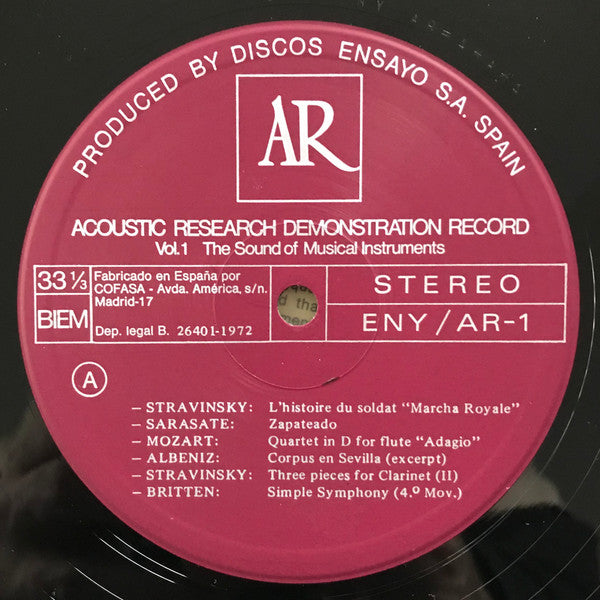 PRODUCED BY DISCOS ENSAYO S.A. SPAIN
AR
ACOUSTIC RESEARCH DEMONSTRATION RECORD
Vol.1 The Sound of Musical Instruments
33 1/3
BIEM
Fabricado en España por
COFASA - Avda. América, s/n.
Madrid-17
Dep. legal B. 26401-1972
STEREO
ENY/AR-1
A
— STRAVINSKY: L'histoire du soldat "Marcha Royale"
— SARASATE: Zapateado
— MOZART: Quartet in D for flute "Adagio"
— ALBENIZ: Corpus en Sevilla (excerpt)
— STRAVINSKY: Three pieces for Clarinet (II)
— BRITTEN: Simple Symphony (4.º Mov.)